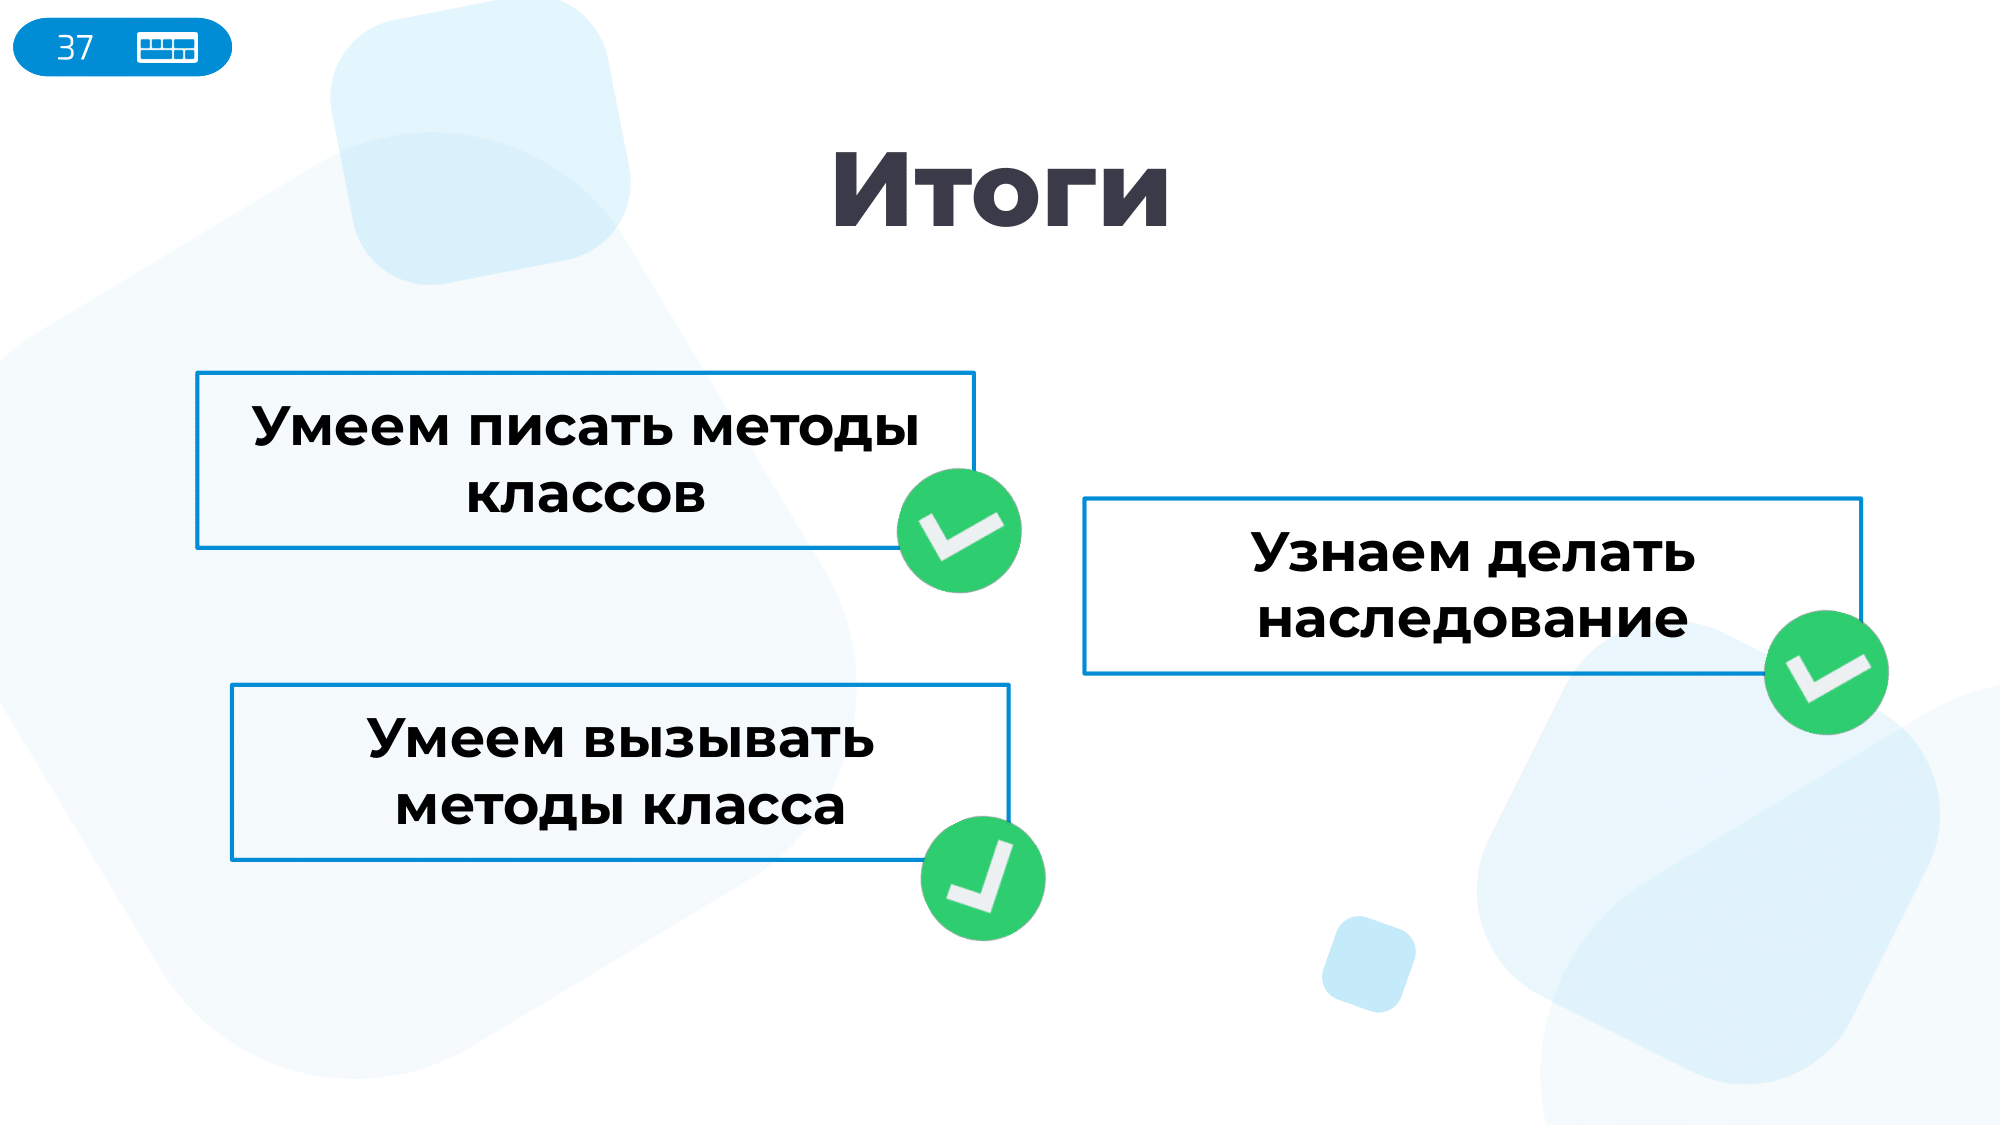 37
Итоги
Умеем писать методы
классов
Узнаем делать
наследование
Умеем вызывать
методы класса